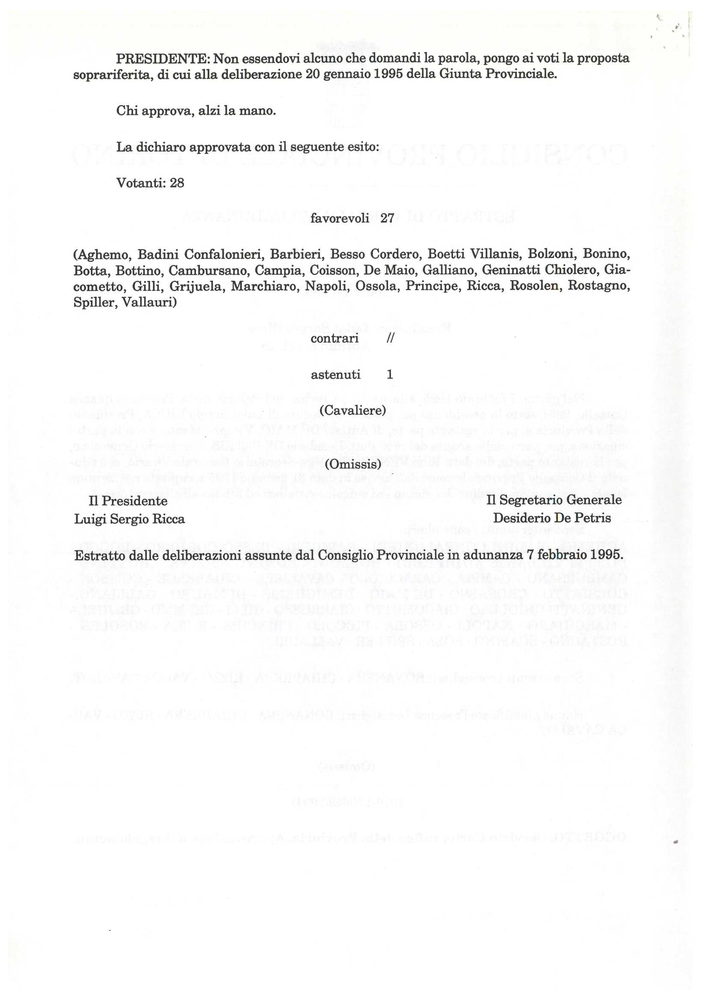 PRESIDENTE: Non essendovi alcuno che domandi la parola, pongo ai voti la proposta
soprariferita, di cui alla deliberazione 20 gennaio 1995 della Giunta Provinciale.
Chi approva, alzi la mano.
La dichiaro approvata con il seguente esito:
Votanti: 28
favorevoli 27
(Aghemo, Badini Confalonieri, Barbieri, Besso Cordero, Boetti Villanis, Bolzoni, Bonino,
Botta, Bottino, Cambursano, Campia, Coisson, De Maio, Galliano, Geninatti Chiolero, Gia-
cometto, Gilli, Grijuela, Marchiaro, Napoli, Ossola, Principe, Ricca, Rosolen, Rostagno,
Spiller, Vallauri)
contrari //
astenuti 1
(Cavaliere)
(Omissis)
Il Presidente
Luigi Sergio Ricca
Il Segretario Generale
Desiderio De Petris
Estratto dalle deliberazioni assunte dal Consiglio Provinciale in adunanza 7 febbraio 1995.